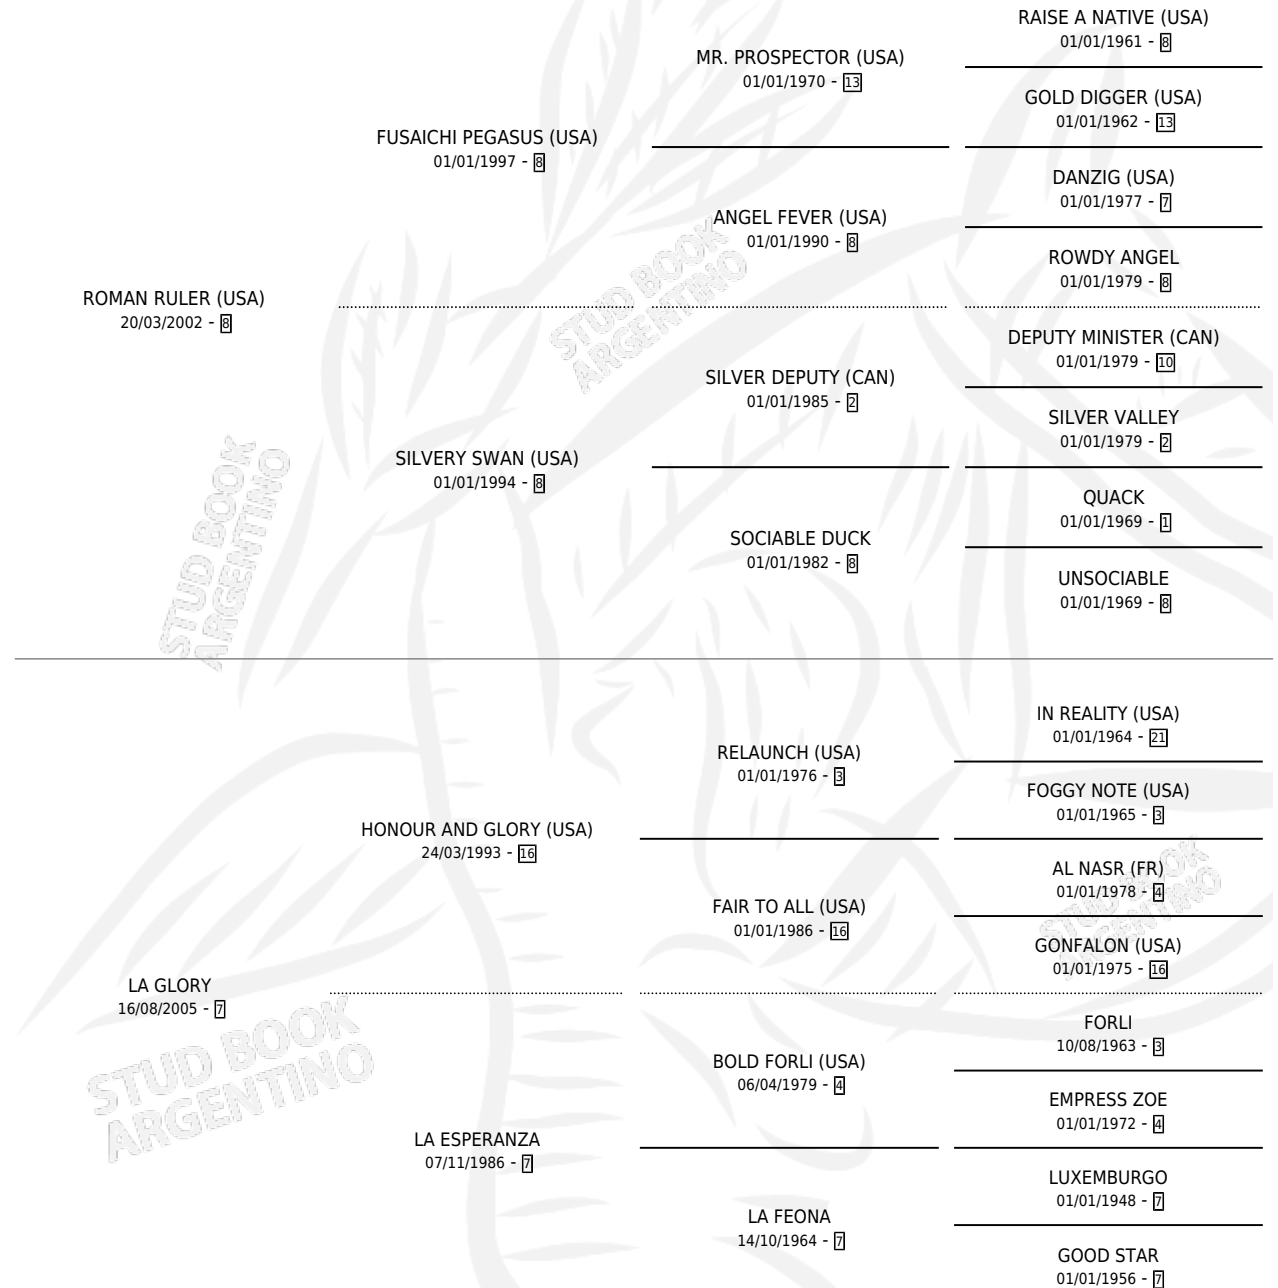 RAISE A NATIVE (USA)
01/01/1961 - 8
MR. PROSPECTOR (USA)
01/01/1970 - 13
GOLD DIGGER (USA)
01/01/1962 - 13
FUSAICHI PEGASUS (USA)
01/01/1997 - 8
DANZIG (USA)
01/01/1977 - 7
ANGEL FEVER (USA)
01/01/1990 - 8
ROWDY ANGEL
01/01/1979 - 8
ROMAN RULER (USA)
20/03/2002 - 8
DEPUTY MINISTER (CAN)
01/01/1979 - 10
SILVER DEPUTY (CAN)
01/01/1985 - 2
SILVER VALLEY
01/01/1979 - 2
SILVERY SWAN (USA)
01/01/1994 - 8
QUACK
01/01/1969 - 1
SOCIABLE DUCK
01/01/1982 - 8
UNSOCIABLE
01/01/1969 - 8
IN REALITY (USA)
01/01/1964 - 21
RELAUNCH (USA)
01/01/1976 - 3
FOGGY NOTE (USA)
01/01/1965 - 3
HONOUR AND GLORY (USA)
24/03/1993 - 16
AL NASR (FR)
01/01/1978 - 4
FAIR TO ALL (USA)
01/01/1986 - 16
GONFALON (USA)
01/01/1975 - 16
LA GLORY
16/08/2005 - 7
FORLI
10/08/1963 - 3
BOLD FORLI (USA)
06/04/1979 - 4
EMPRESS ZOE
01/01/1972 - 4
LA ESPERANZA
07/11/1986 - 7
LUXEMBURGO
01/01/1948 - 7
LA FEONA
14/10/1964 - 7
GOOD STAR
01/01/1956 - 7
STUD BOOK
ARGENTINO
STUD BOOK
ARGENTINO
STUD BOOK
ARGENTINO
STUD BOOK
ARGENTINO